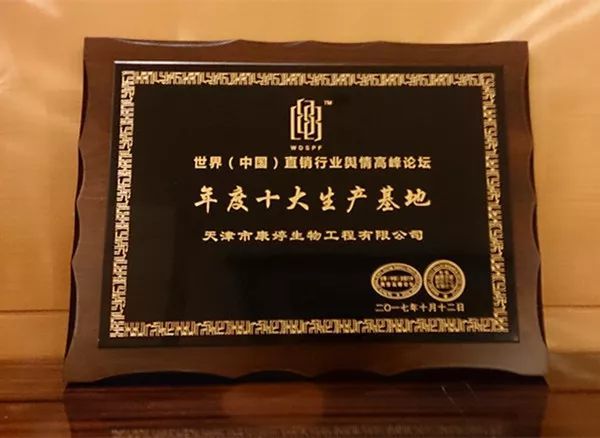 TM
WDSPF
世界（中国）直销行业舆情高峰论坛
年度十大生产基地
天津市康婷生物工程有限公司
二〇一七年十月十二日